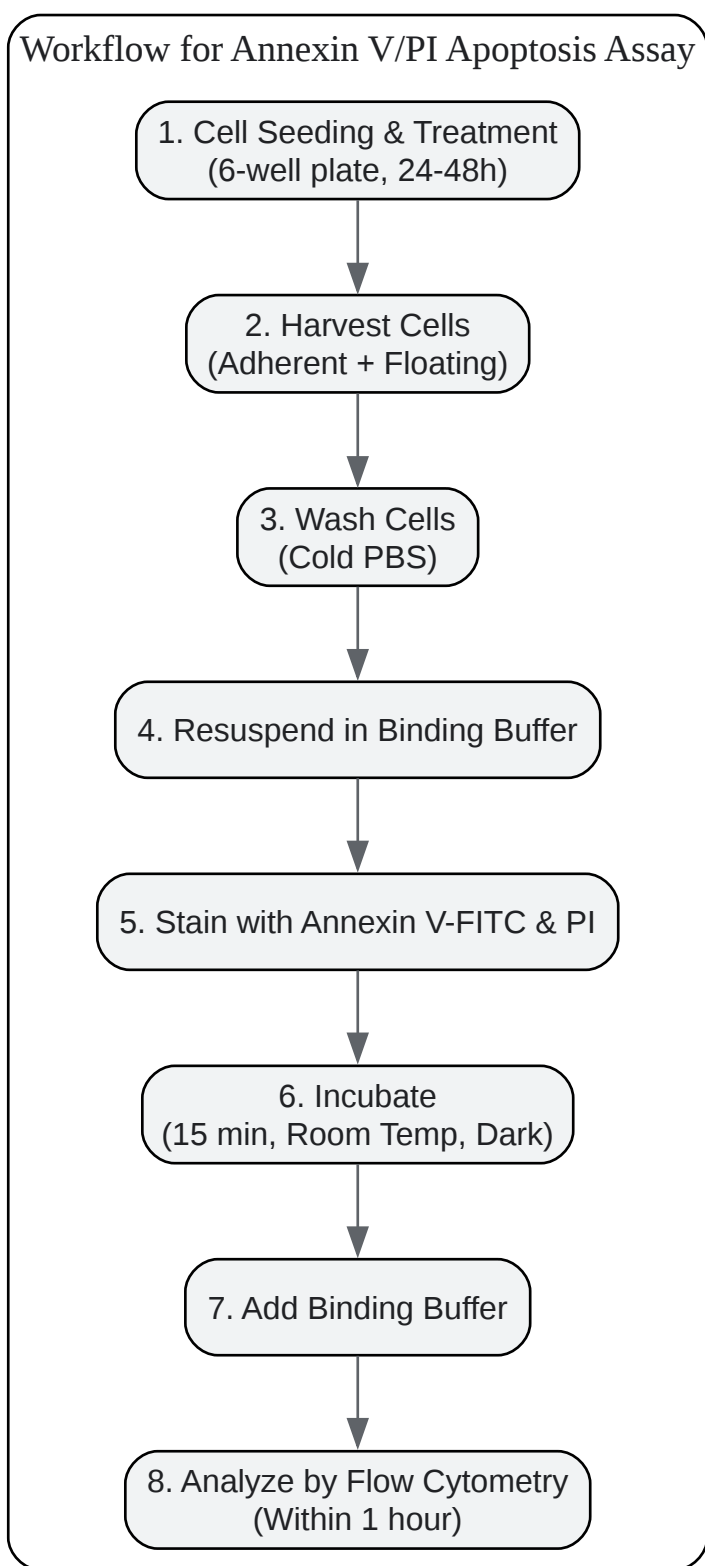 Workflow for Annexin V/PI Apoptosis Assay
1. Cell Seeding & Treatment
(6-well plate, 24-48h)
2. Harvest Cells
(Adherent + Floating)
3. Wash Cells
(Cold PBS)
4. Resuspend in Binding Buffer
5. Stain with Annexin V-FITC & PI
6. Incubate
(15 min, Room Temp, Dark)
7. Add Binding Buffer
8. Analyze by Flow Cytometry
(Within 1 hour)